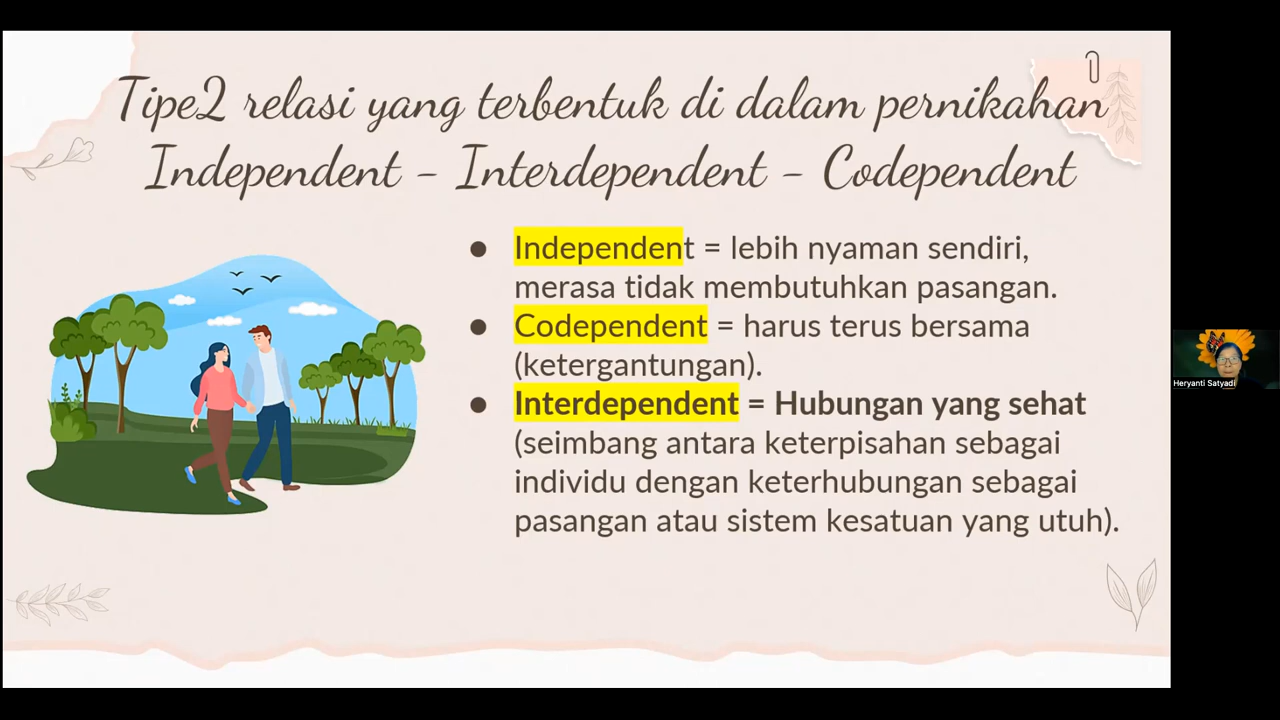 Tipe2 relasi yang terbentuk di dalam pernikahan
Independent - Interdependent - Codependent
● Independent = lebih nyaman sendiri,
merasa tidak membutuhkan pasangan.
● Codependent = harus terus bersama
(ketergantungan).
● Interdependent = Hubungan yang sehat
(seimbang antara keterpisahan sebagai
individu dengan keterhubungan sebagai
pasangan atau sistem kesatuan yang utuh).
Heryanti Satyadi